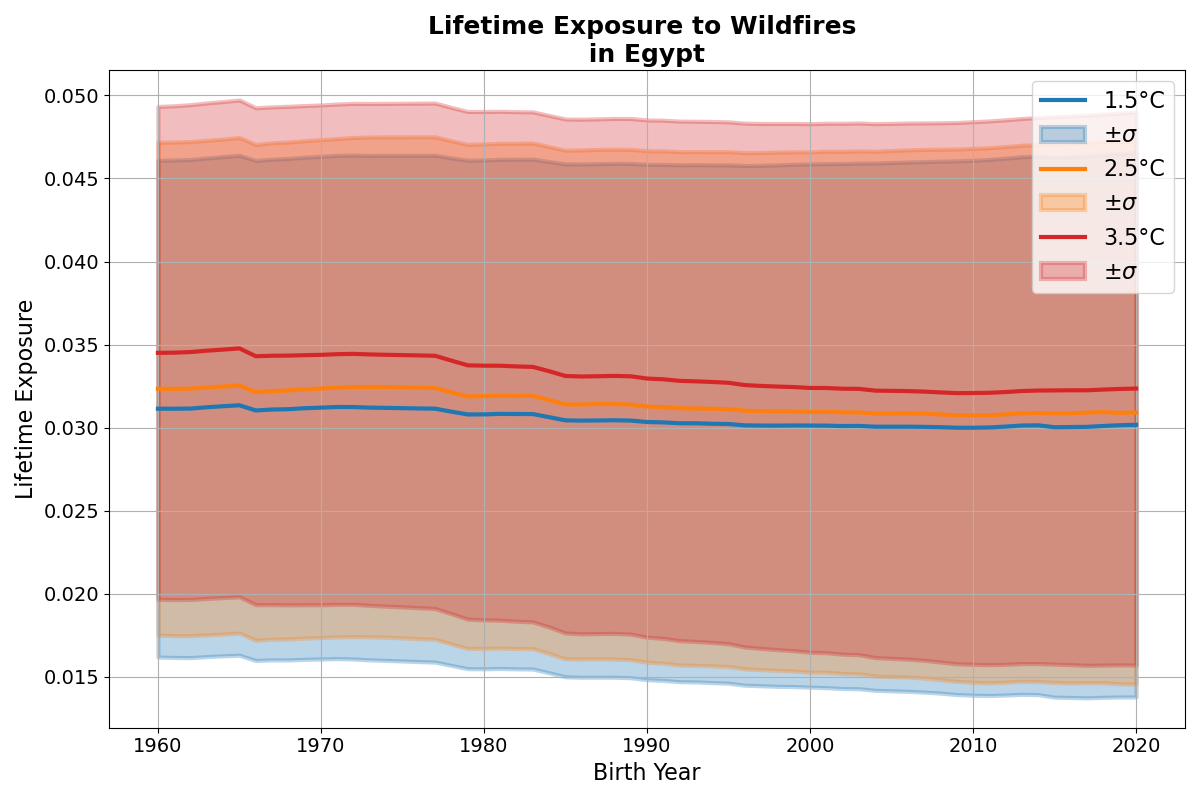 Lifetime Exposure to Wildfires
in Egypt
0.050
0.045
0.040
0.035
0.030
0.025
0.020
0.015
Lifetime Exposure
1960
1970
1980
1990
2000
2010
2020
Birth Year
1.5°C
±σ
2.5°C
±σ
3.5°C
±σ